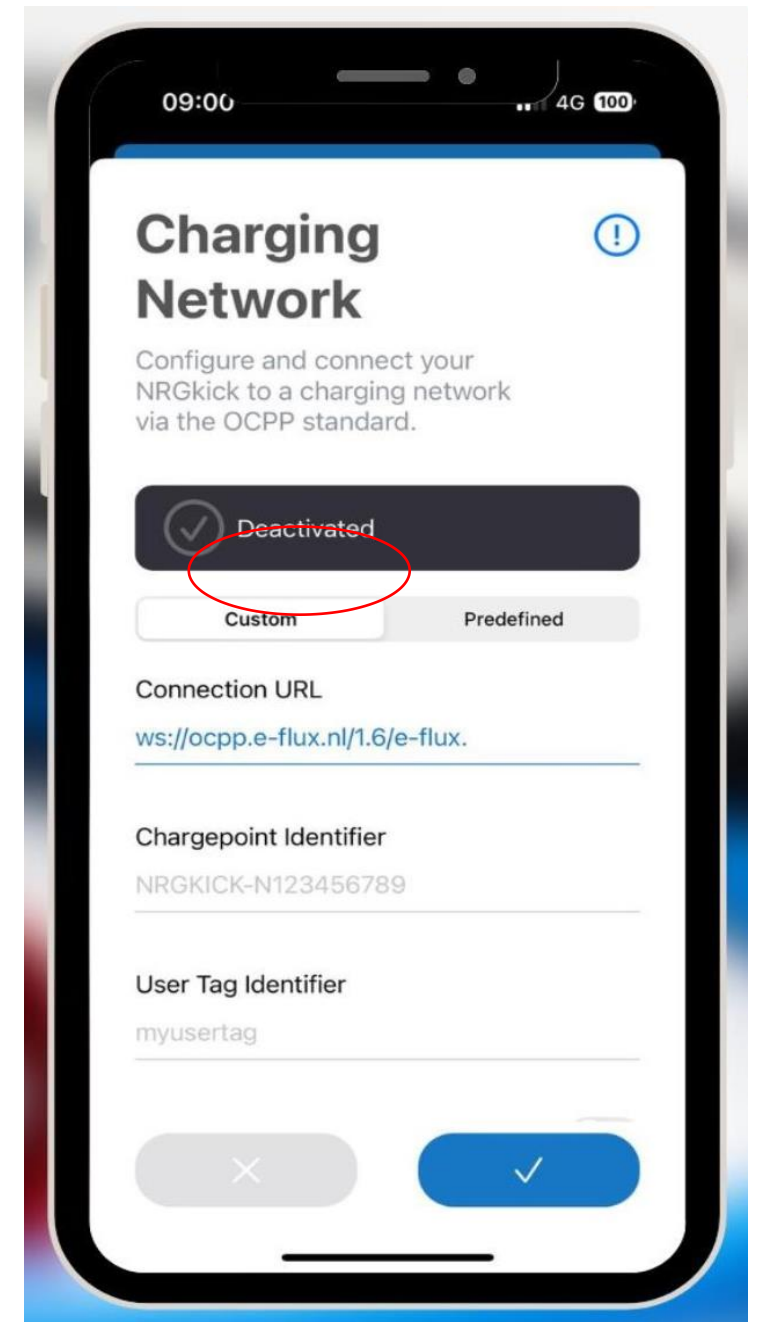 09:00 4G 100
Charging
Network
Configure and connect your
NRGkick to a charging network
via the OCPP standard.
Deactivated
Custom Predefined
Connection URL
ws://ocpp.e-flux.nl/1.6/e-flux.
Chargepoint Identifier
NRGKICK-N123456789
User Tag Identifier
myusertag